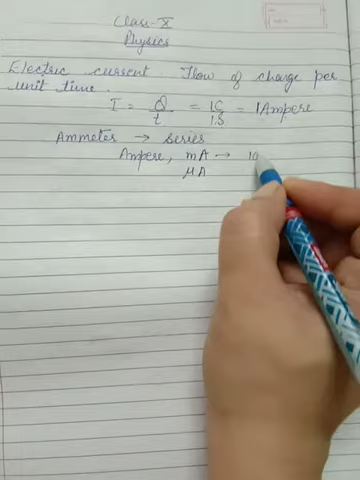 Class-X
Physics
Electric current. Flow of charge per
unit time.
I = Q/t = 1C/1S = 1Ampere
Ammeter → series
Ampere, mA → 10
μA